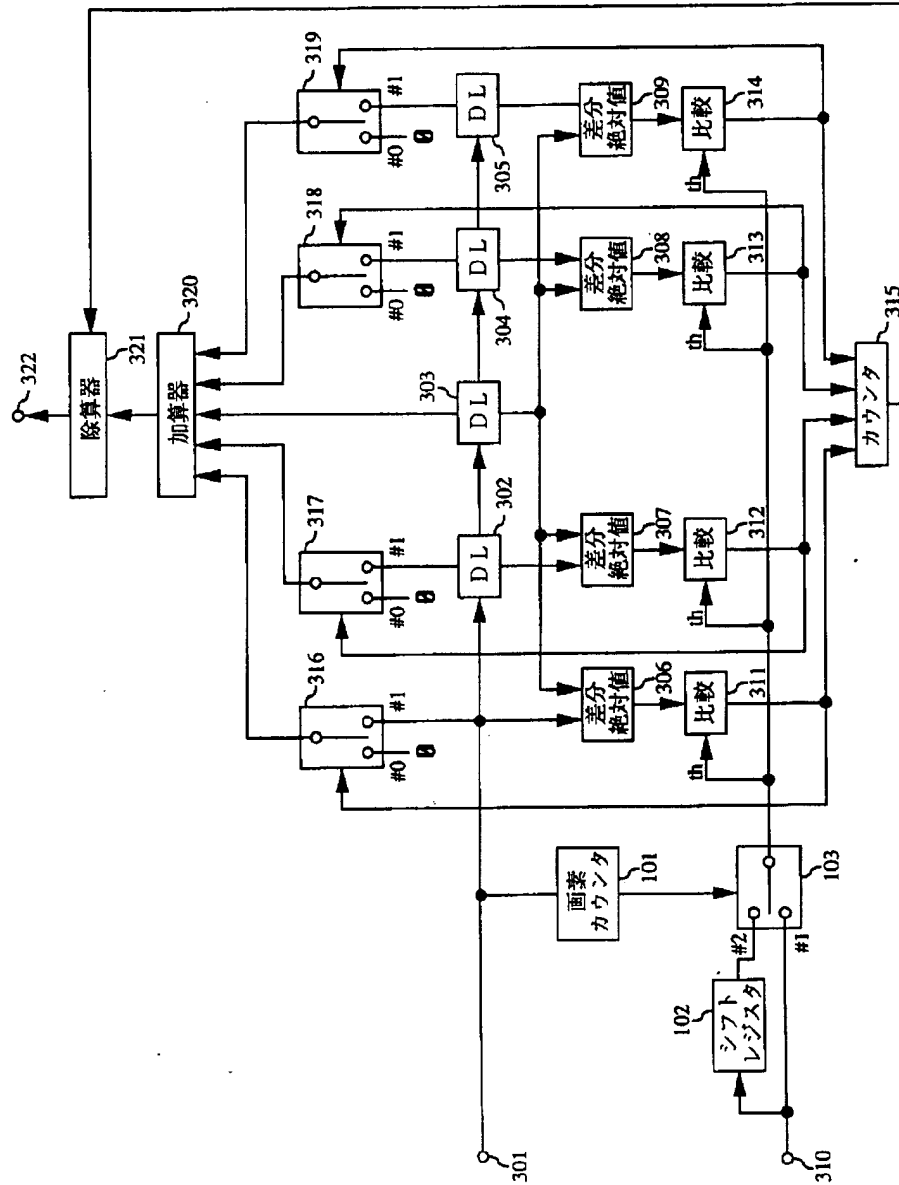 322
321
除算器
320
加算器
319
#1
#0
0
318
#1
#0
0
317
#1
#0
0
316
#1
#0
0
301
302
DL
303
DL
304
DL
305
DL
306
差分
絶対値
307
差分
絶対値
308
差分
絶対値
309
差分
絶対値
311
比較
th
312
比較
th
313
比較
th
314
比較
th
315
カウンタ
101
画素
カウンタ
102
シフト
レジスタ
103
#2
#1
310